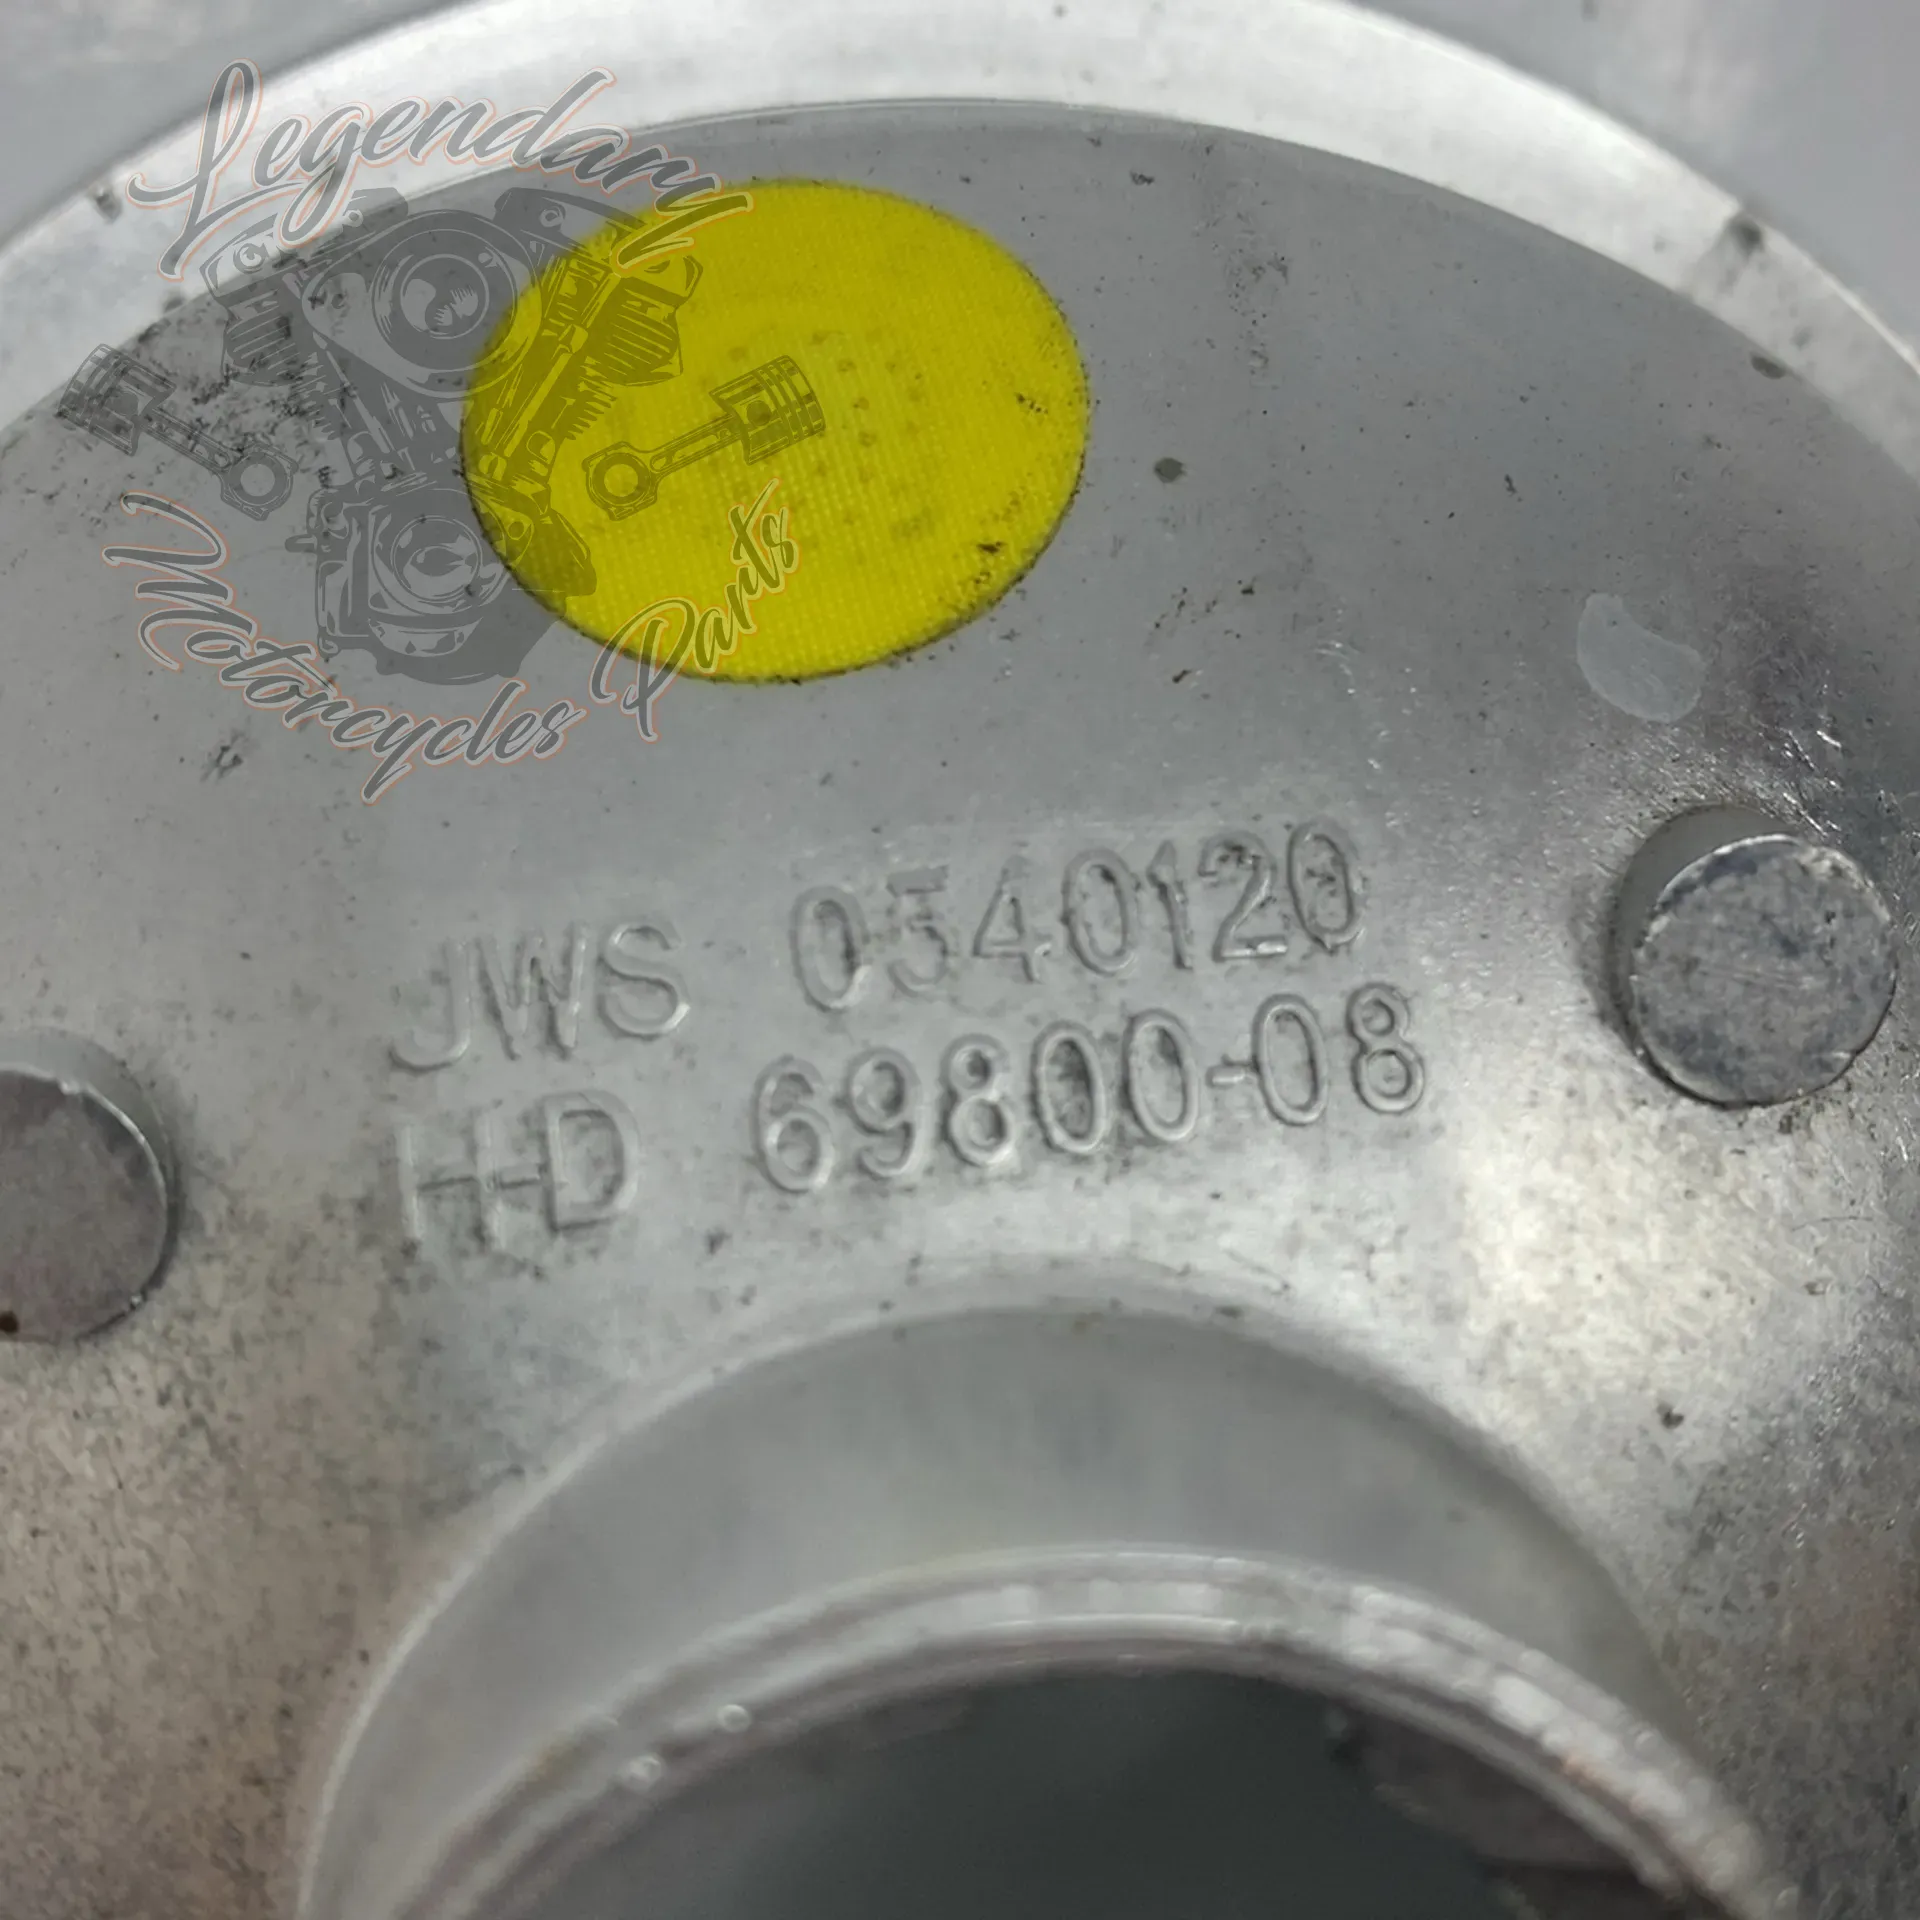 Legendary
Motorcycles Parts
JWS 0540120
H-D 69800-08